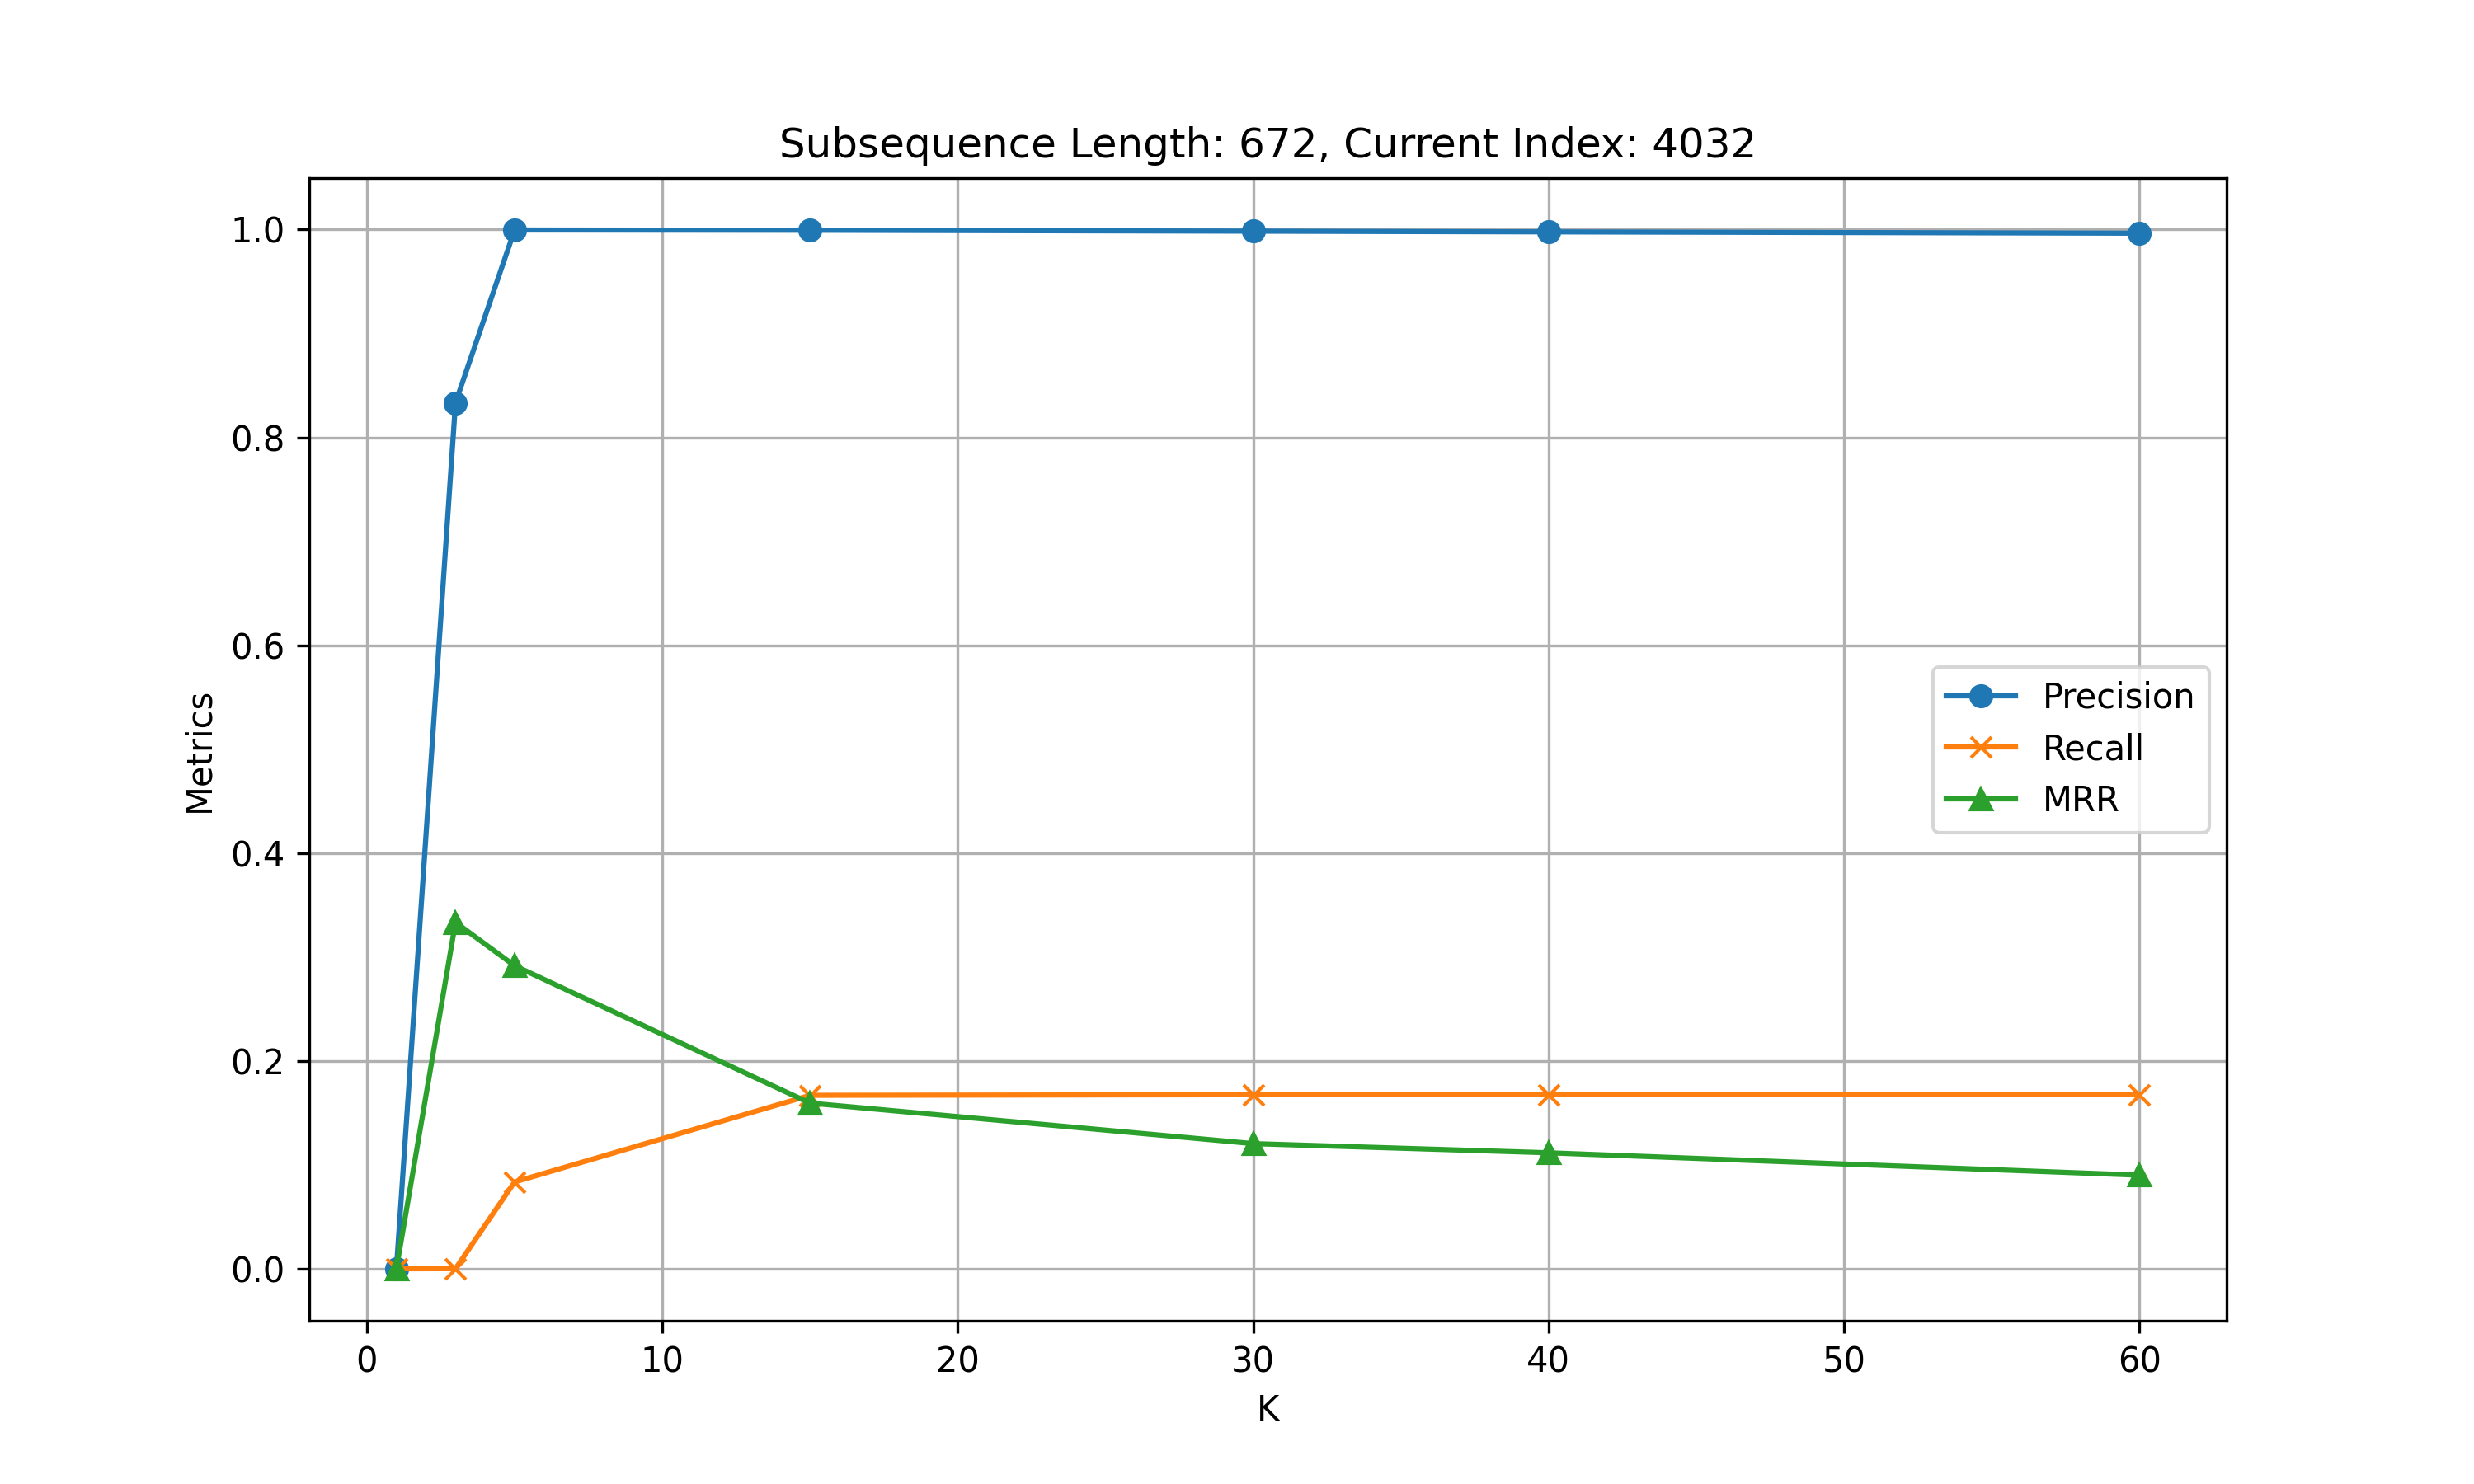 Subsequence Length: 672, Current Index: 4032
1.0
0.8
0.6
0.4
0.2
0.0
Metrics
Precision
Recall
MRR
0 10 20 30 40 50 60
K